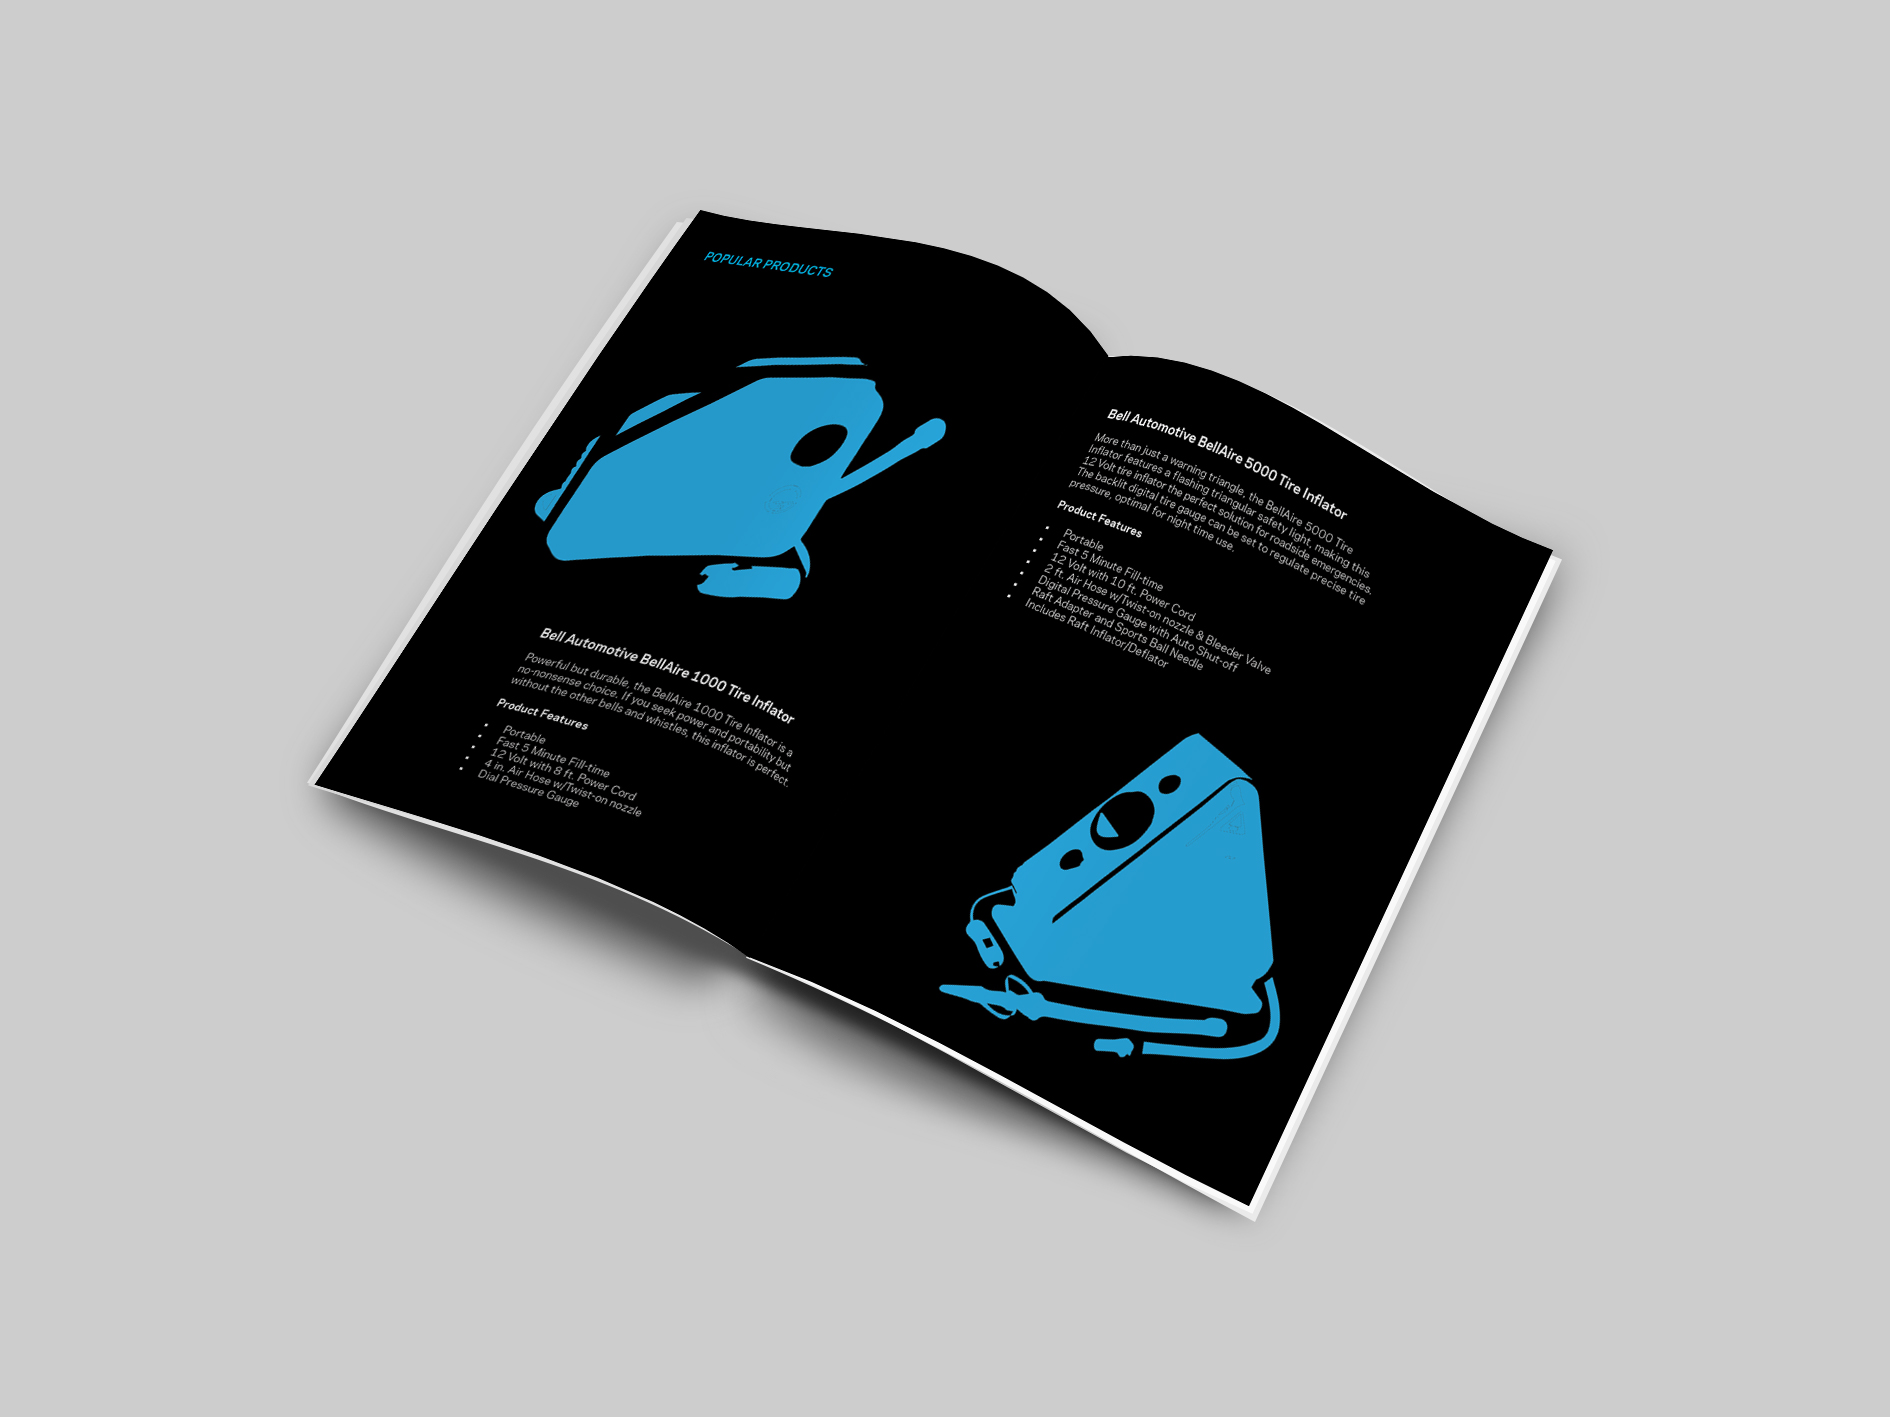 POPULAR PRODUCTS
Bell Automotive BellAire 1000 Tire Inflator
Powerful but durable, the BellAire 1000 Tire Inflator is a
no-nonsense choice. If you seek power and portability but
without the other bells and whistles, this inflator is perfect.
Product Features
• Portable
• Fast 5 Minute Fill-time
• 12 Volt with 8 ft. Power Cord
• 4 in. Air Hose w/Twist-on nozzle
• Dial Pressure Gauge
Bell Automotive BellAire 5000 Tire Inflator
More than just a warning triangle, the BellAire 5000 Tire
Inflator features a flashing triangular safety light, making this
12 Volt tire inflator the perfect solution for roadside emergencies.
The backlit digital tire gauge can be set to regulate precise tire
pressure, optimal for night time use.
Product Features
• Portable
• Fast 5 Minute Fill-time
• 12 Volt with 10 ft. Power Cord
• 2 ft. Air Hose w/Twist-on nozzle & Bleeder Valve
• Digital Pressure Gauge with Auto Shut-off
• Raft Adapter and Sports Ball Needle
• Includes Raft Inflator/Deflator